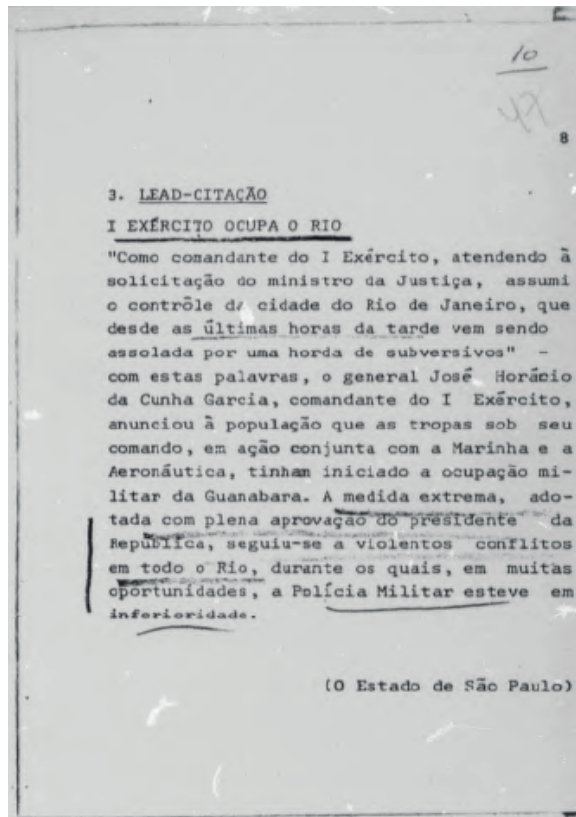 10
47
8
3. LEAD-CITAÇÃO
I EXÉRCITO OCUPA O RIO
"Como comandante do I Exército, atendendo à
solicitação do ministro da Justiça, assumi
o contrôle da cidade do Rio de Janeiro, que
desde as últimas horas da tarde vem sendo
assolada por uma horda de subversivos" -
com estas palavras, o general José Horácio
da Cunha Garcia, comandante do I Exército,
anunciou à população que as tropas sob seu
comando, em ação conjunta com a Marinha e a
Aeronáutica, tinham iniciado a ocupação mi-
litar da Guanabara. A medida extrema, ado-
tada com plena aprovação do presidente da
República, seguiu-se a violentos conflitos
em todo o Rio, durante os quais, em muitas
oportunidades, a Polícia Militar esteve em
inferioridade.
(O Estado de São Paulo)